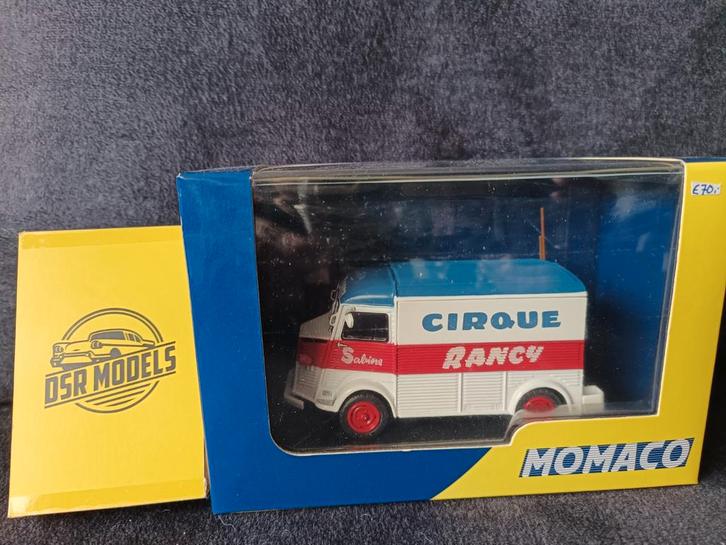 DSR MODELS
€70,-
CIRQUE
Sabine RANCY
MOMACO